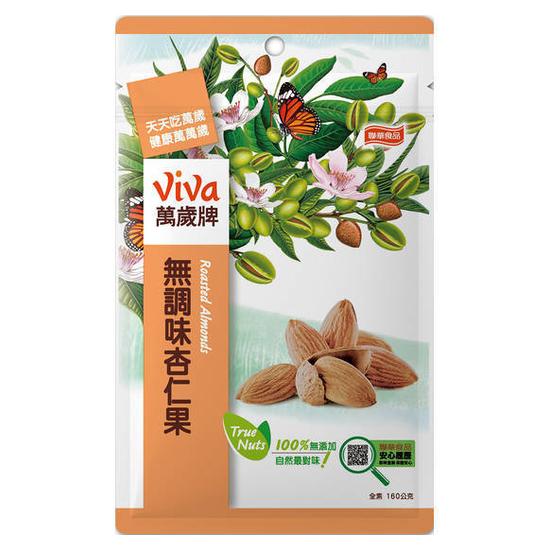 天天吃萬歲
健康萬萬歲
聯華食品
Viva
萬歲牌
Roasted Almonds
無調味杏仁果
True
Nuts
100%無添加
自然最對味!
聯華食品
安心履歷
全素 160公克